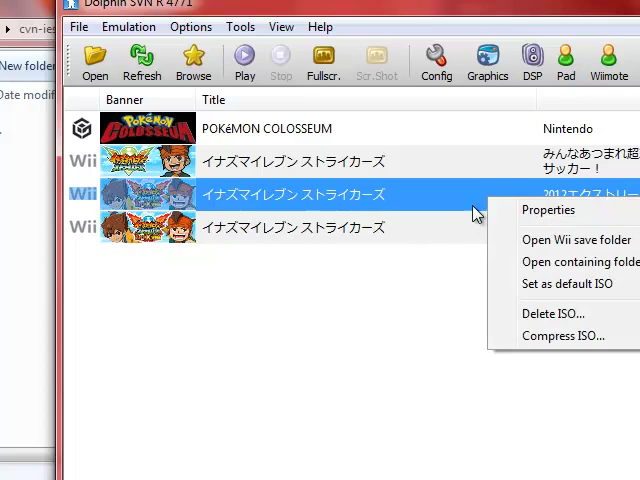 Dolphin SVN R 4771
cvn-ies
New folder
Date modif
File Emulation Options Tools View Help
Open Refresh Browse Play Stop Fullscr. Scr.Shot Config Graphics DSP Pad Wiimote
Banner Title
POKéMON COLOSSEUM POKéMON COLOSSEUM Nintendo
Wii イナズマイレブン ストライカーズ みんなあつまれ超
サッカー！
Wii イナズマイレブン ストライカーズ 2012エクストリー
Wii イナズマイレブン ストライカーズ
Properties
Open Wii save folder
Open containing folde
Set as default ISO
Delete ISO...
Compress ISO...